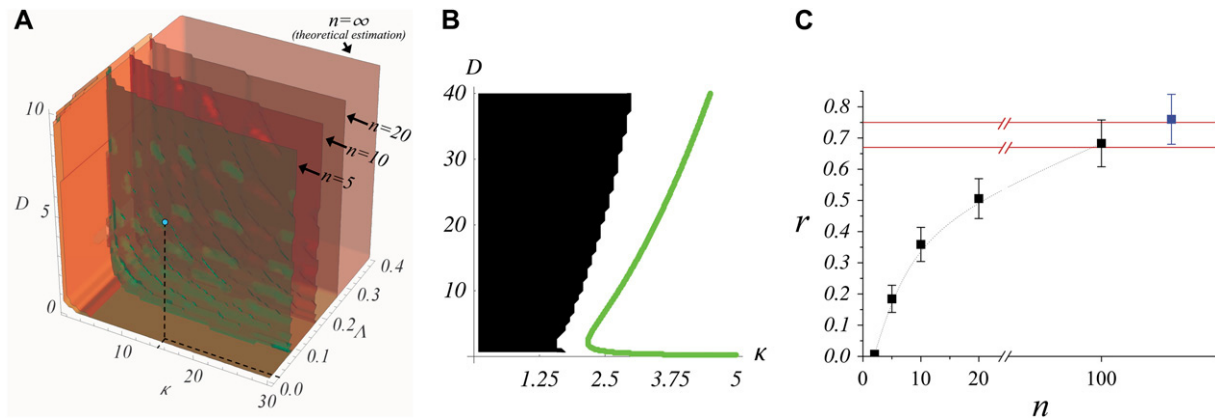 A
n=∞
(theoretical estimation)
n=20
n=10
n=5
D
10
5
0
10
20
30
κ
0.0
0.1
0.2
0.3
0.4
Λ
B
D
40
30
20
10
1.25
2.5
3.75
5
κ
C
r
0.8
0.7
0.6
0.5
0.4
0.3
0.2
0.1
0.0
0
10
20
100
n